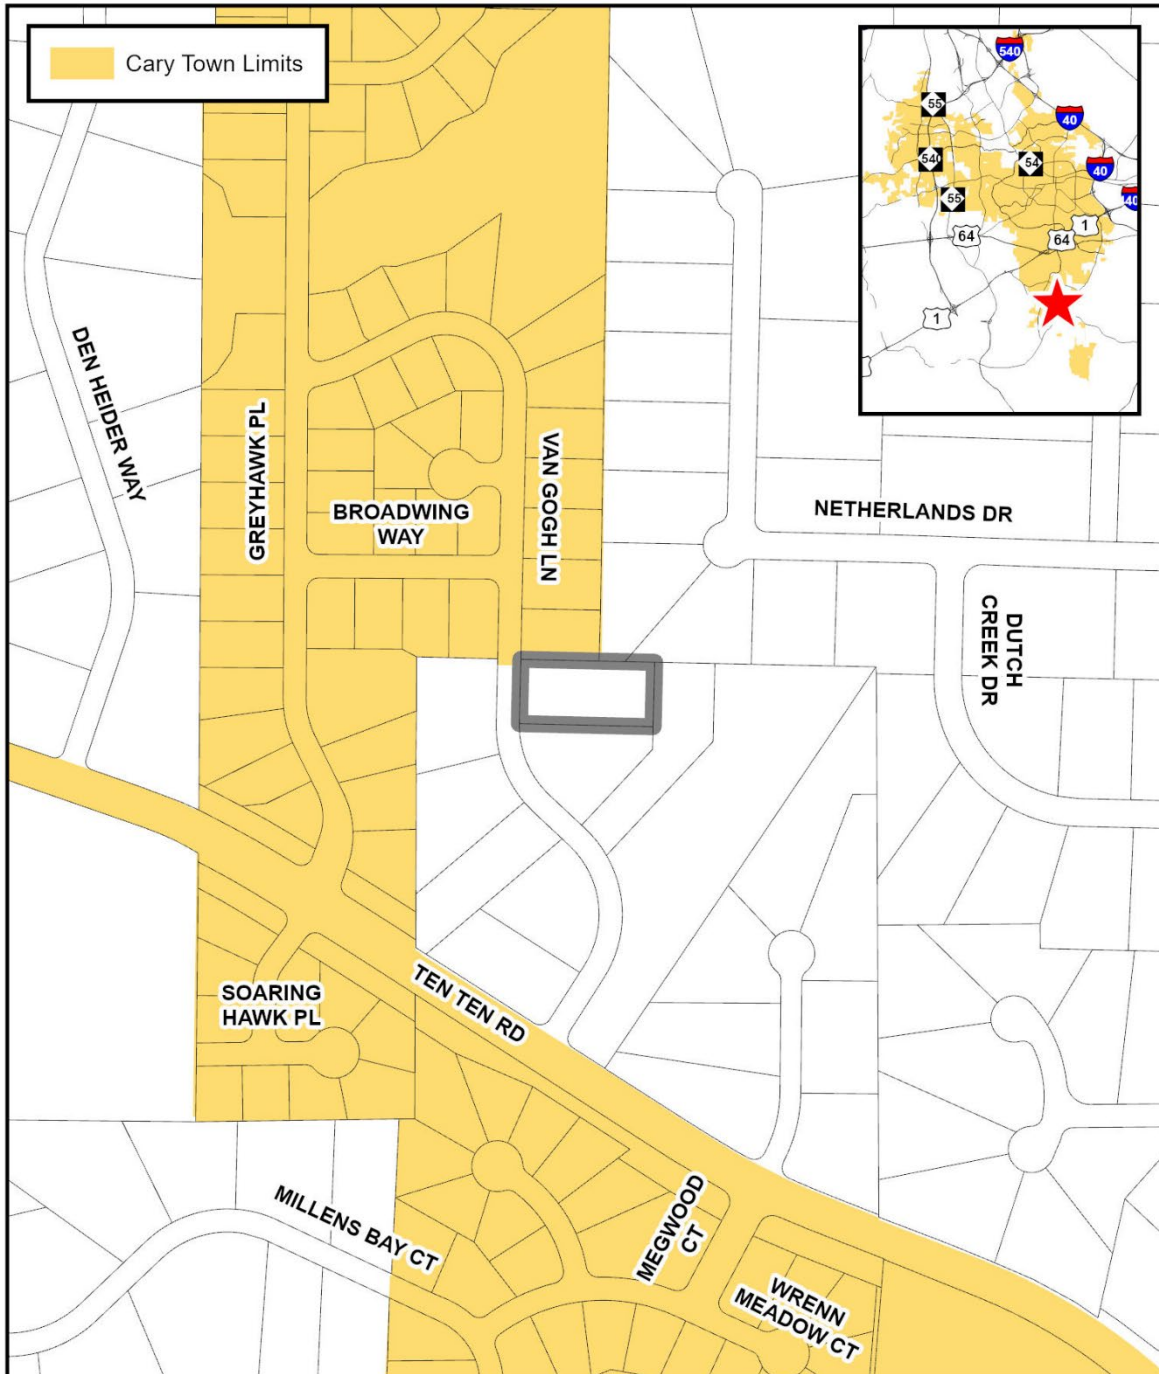 Cary Town Limits
540
55
40
540
54
40
40
55
1
64
64
1
DEN HEIDER WAY
GREYHAWK PL
VAN GOGH LN
BROADWING
WAY
NETHERLANDS DR
DUTCH
CREEK DR
SOARING
HAWK PL
TEN TEN RD
MILLENS BAY CT
MEGWOOD
CT
WRENN
MEADOW CT